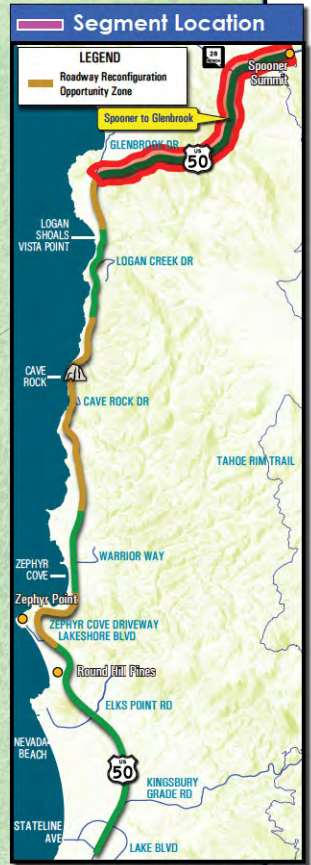 Segment Location
LEGEND
Roadway Reconfiguration
Opportunity Zone
28
Spooner
Summit
Spooner to Glenbrook
GLENBROOK DR
US
50
LOGAN
SHOALS
VISTA POINT
LOGAN CREEK DR
CAVE
ROCK
CAVE ROCK DR
TAHOE RIM TRAIL
WARRIOR WAY
ZEPHYR
COVE
Zephyr Point
ZEPHYR COVE DRIVEWAY
LAKESHORE BLVD
Round Hill Pines
ELKS POINT RD
NEVADA
BEACH
US
50
KINGSBURY
GRADE RD
STATELINE
AVE
LAKE BLVD